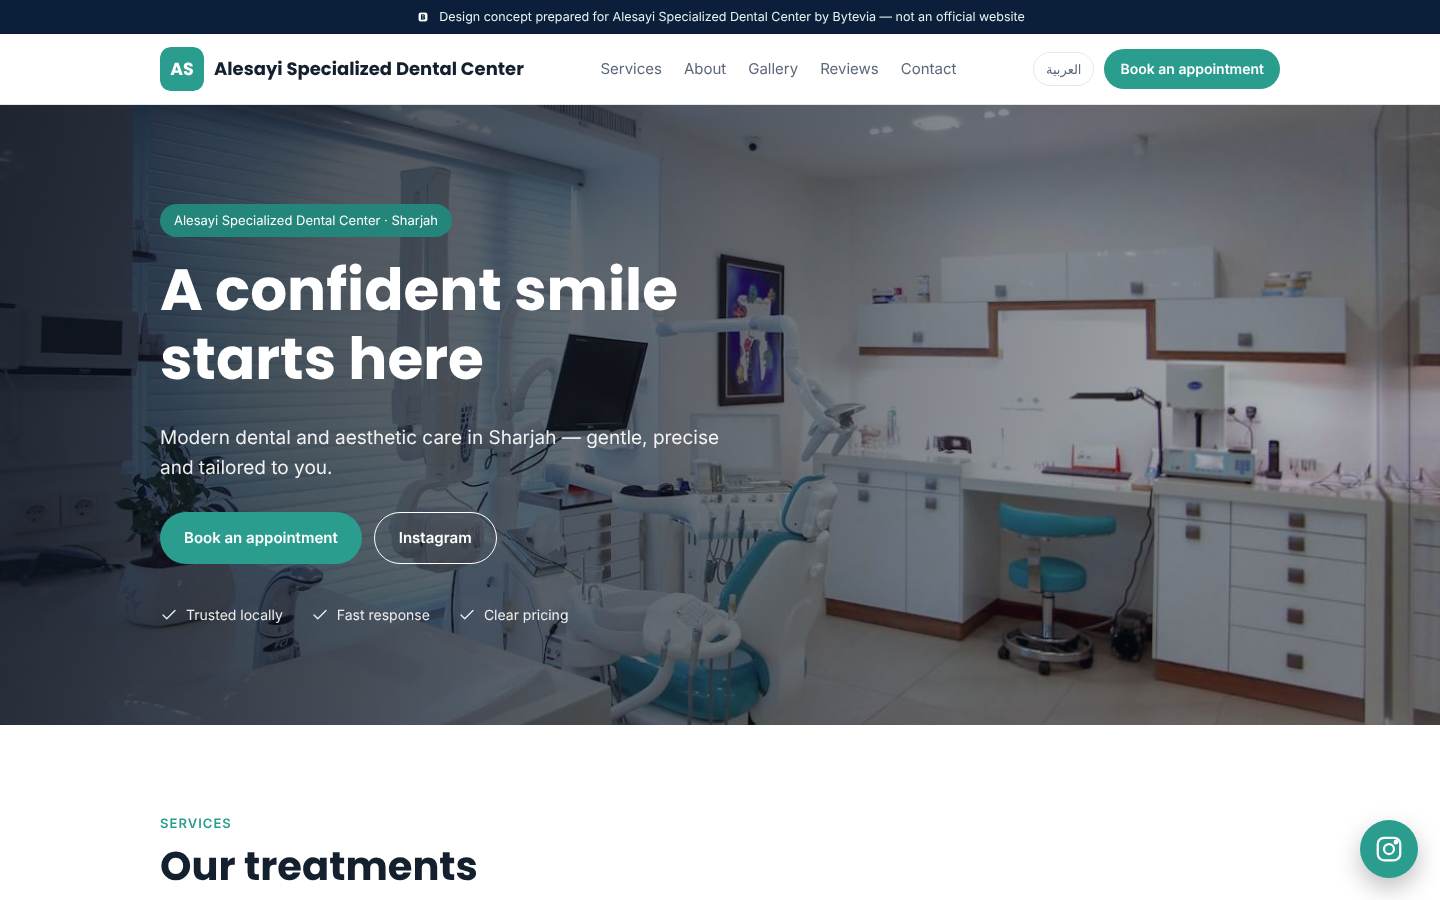 Design concept prepared for Alesayi Specialized Dental Center by Bytevia — not an official website
AS
Alesayi Specialized Dental Center
Services
About
Gallery
Reviews
Contact
العربية
Book an appointment
Alesayi Specialized Dental Center · Sharjah
A confident smile
starts here
Modern dental and aesthetic care in Sharjah — gentle, precise
and tailored to you.
Book an appointment
Instagram
Trusted locally
Fast response
Clear pricing
SERVICES
Our treatments